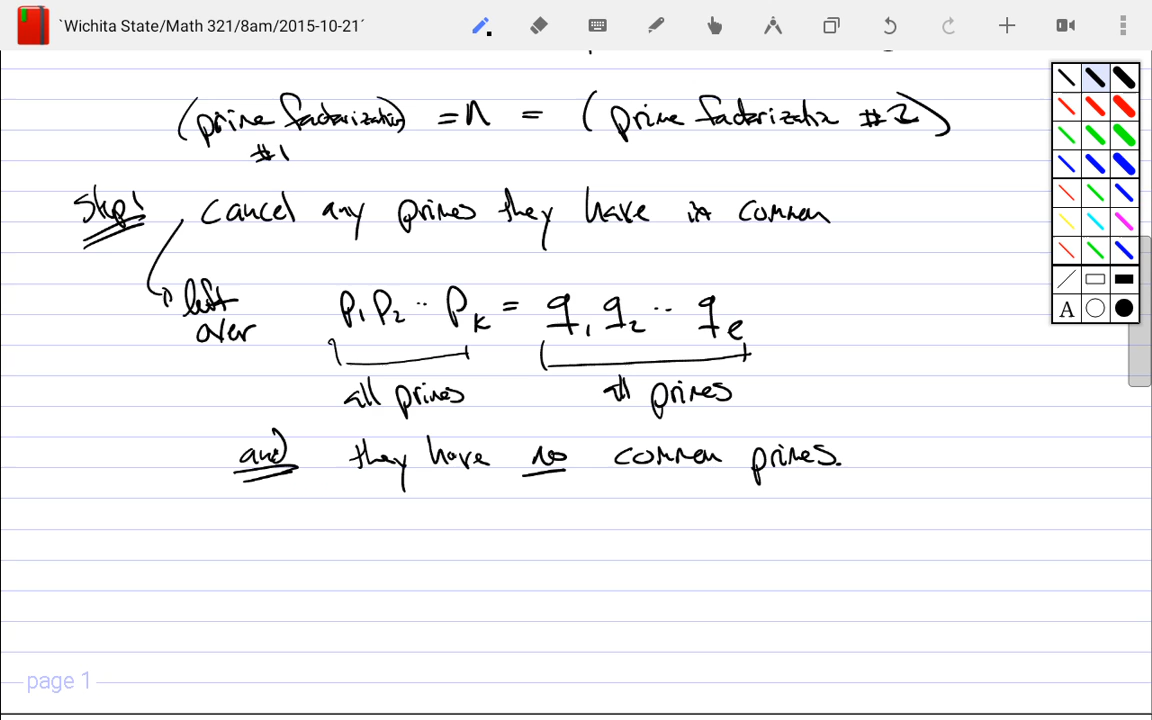 `Wichita State/Math 321/8am/2015-10-21´
(prime factorization #1) = n = (prime factorizatio #2)
Step 1, cancel any primes they have in common
left over p₁ p₂ ·· pₖ = q₁ q₂ ·· qₑ
all primes all primes
and they have no common primes.
A
page 1